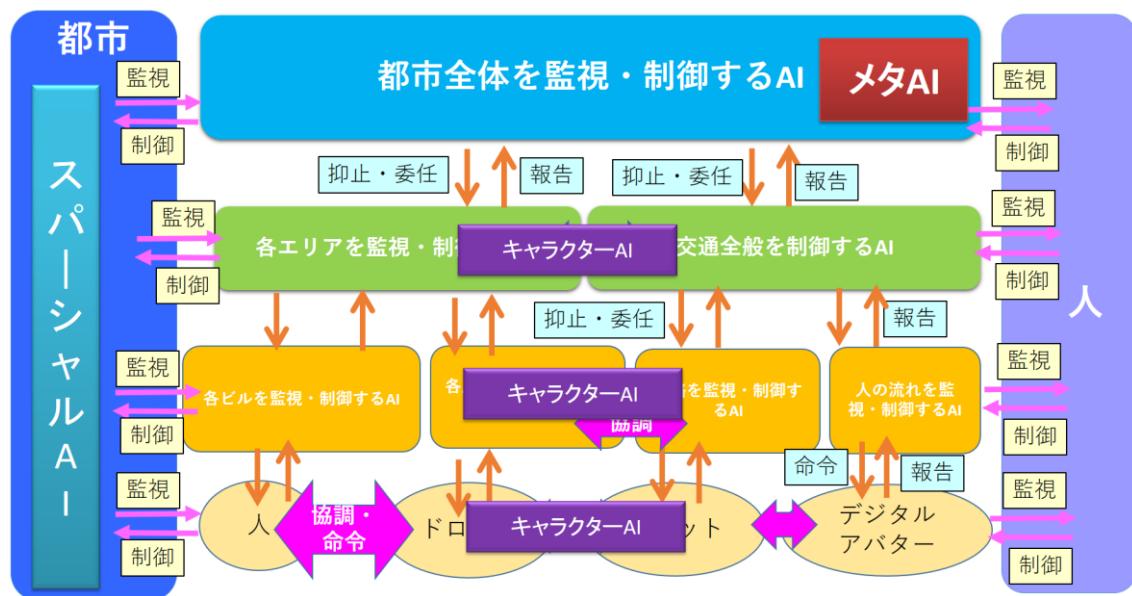 都市
都市全体を監視・制御するAI
メタAI
監視
制御
監視
制御
スパーシャルAI
人
抑止・委任
報告
抑止・委任
報告
監視
制御
各エリアを監視・制
キャラクターAI
交通全般を制御するAI
監視
制御
抑止・委任
報告
監視
制御
各ビルを監視・制御するAI
各
キャラクターAI
を監視・制御す
るAI
人の流れを監
視・制御するAI
監視
制御
協調
命令
報告
監視
制御
人
協調・
命令
ドロ
キャラクターAI
ット
デジタル
アバター
監視
制御